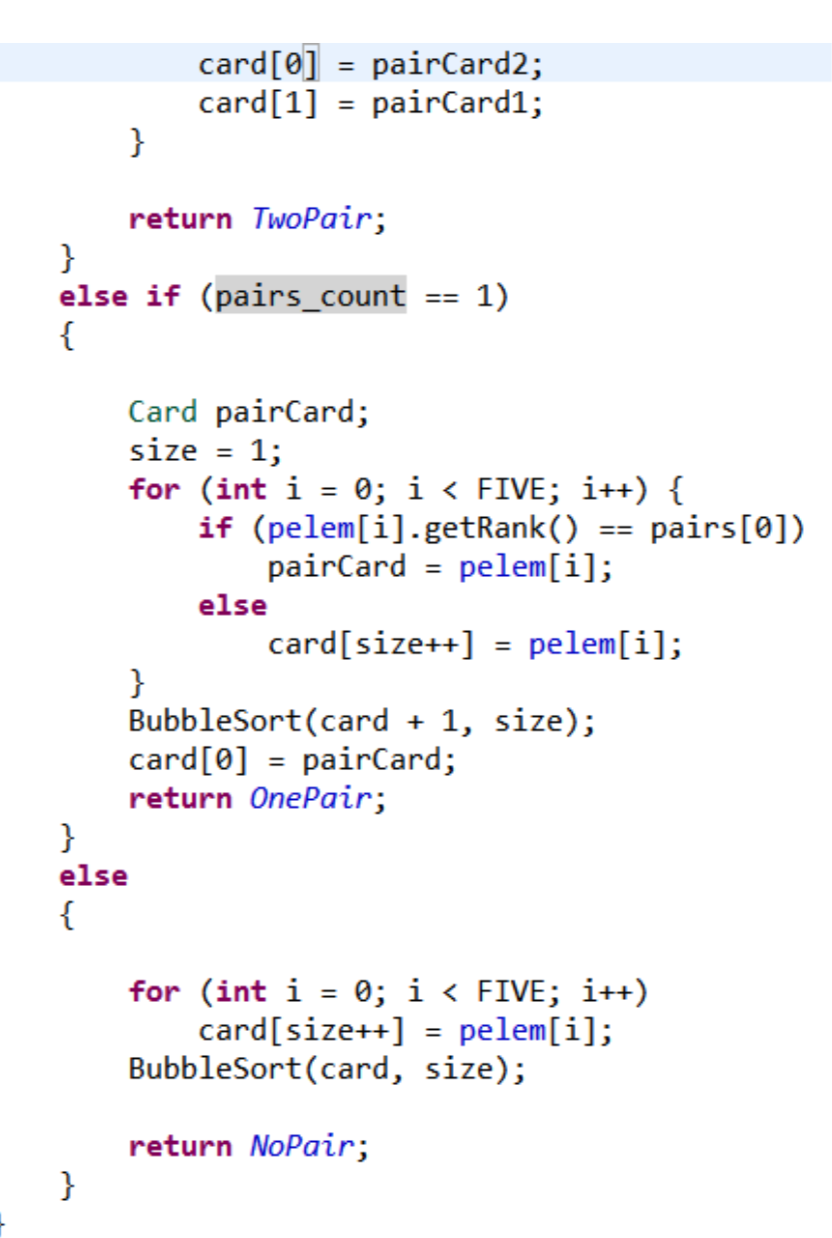 card[0] = pairCard2;
card[1] = pairCard1;
}
return TwoPair;
}
else if (pairs_count == 1)
{
Card pairCard;
size = 1;
for (int i = 0; i < FIVE; i++) {
if (pelem[i].getRank() == pairs[0])
pairCard = pelem[i];
else
card[size++] = pelem[i];
}
BubbleSort(card + 1, size);
card[0] = pairCard;
return OnePair;
}
else
{
for (int i = 0; i < FIVE; i++)
card[size++] = pelem[i];
BubbleSort(card, size);
return NoPair;
}
}